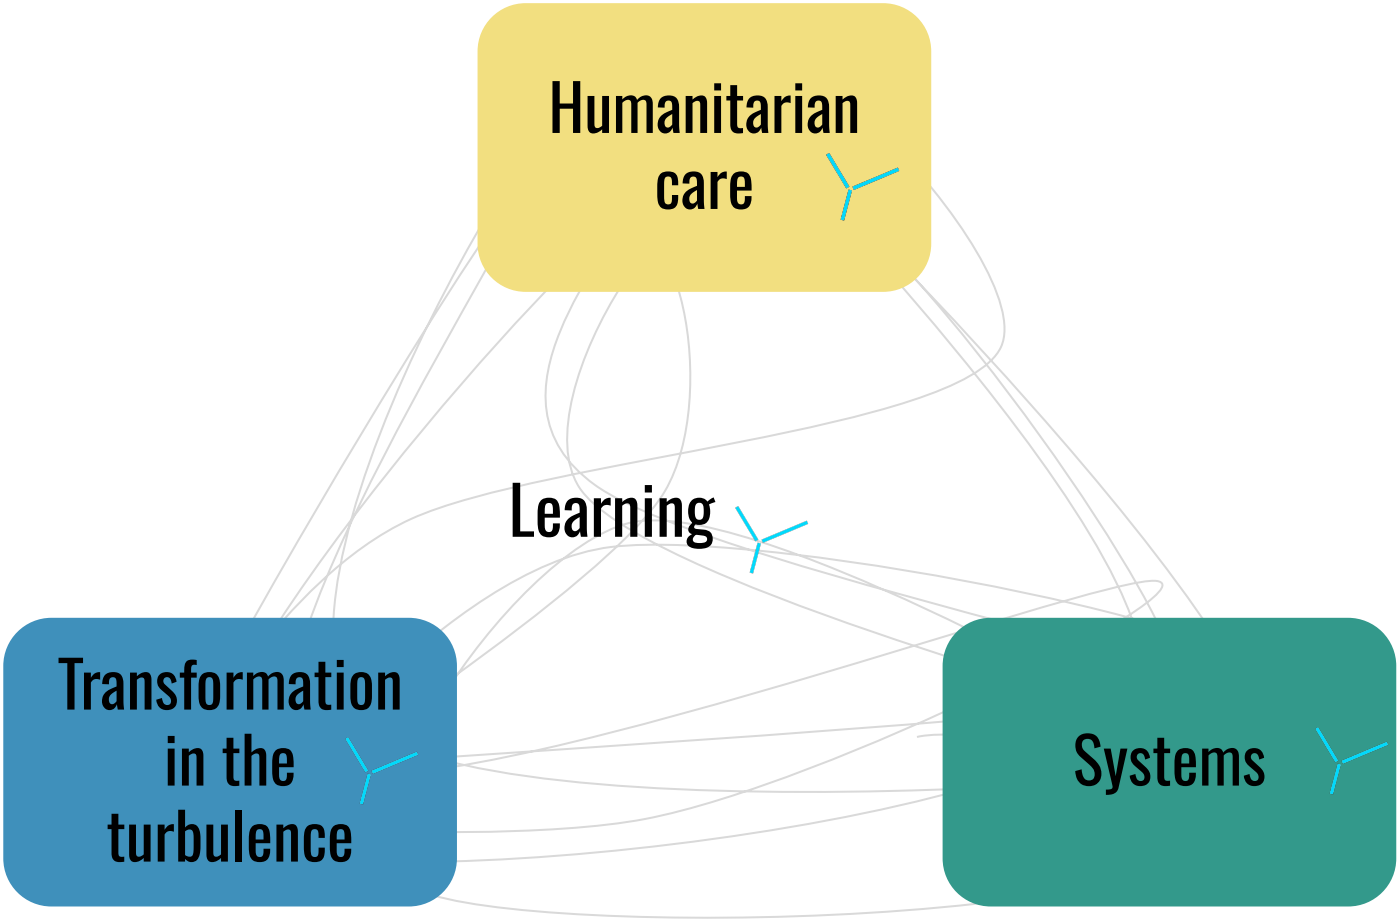 Humanitarian
care
Learning
Transformation
in the
turbulence
Systems